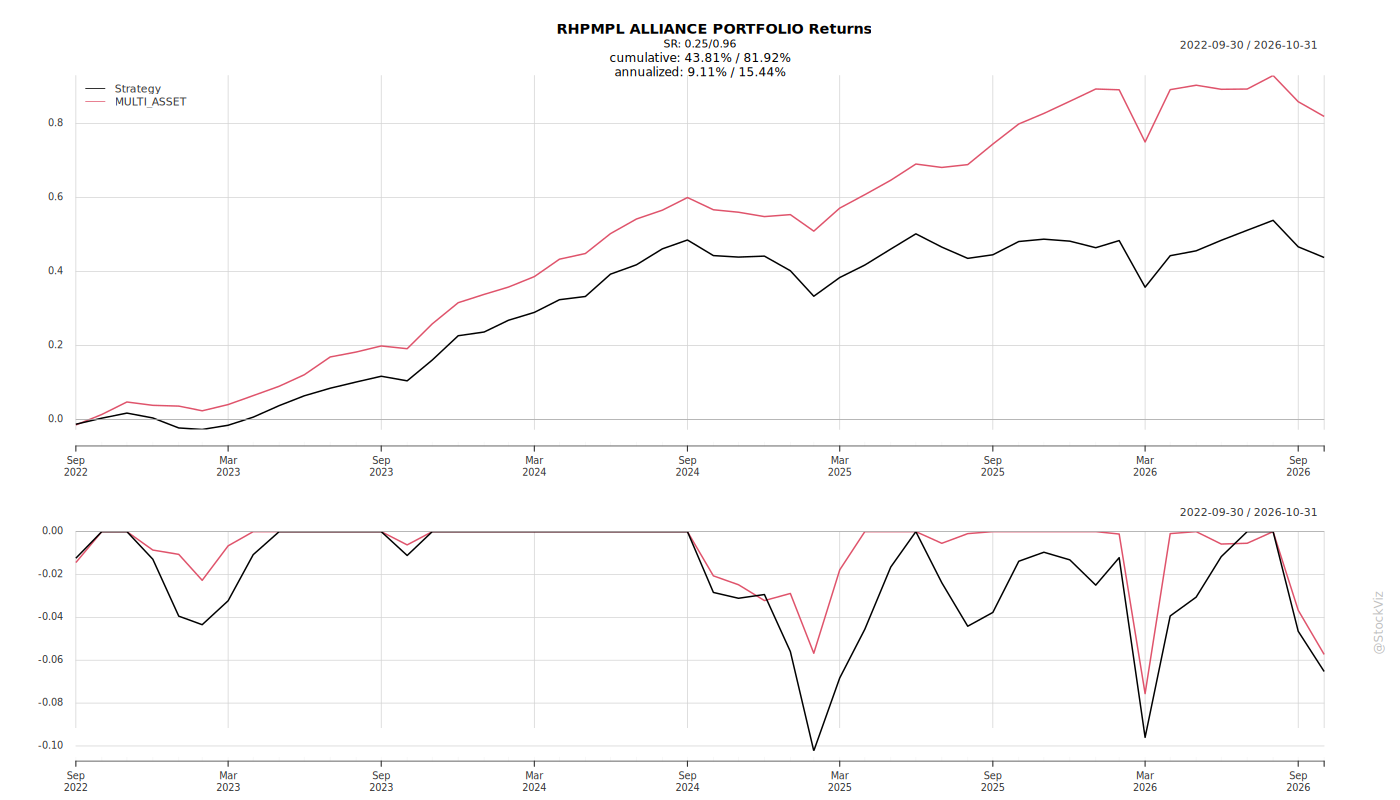 RHPMPL ALLIANCE PORTFOLIO Returns
SR: 0.25/0.96
cumulative: 43.81% / 81.92%
annualized: 9.11% / 15.44%
2022-09-30 / 2026-10-31
Strategy
MULTI_ASSET
0.8
0.6
0.4
0.2
0.0
Sep 2022
Mar 2023
Sep 2023
Mar 2024
Sep 2024
Mar 2025
Sep 2025
Mar 2026
Sep 2026
2022-09-30 / 2026-10-31
0.00
-0.02
-0.04
-0.06
-0.08
-0.10
Sep 2022
Mar 2023
Sep 2023
Mar 2024
Sep 2024
Mar 2025
Sep 2025
Mar 2026
Sep 2026
@StockViz